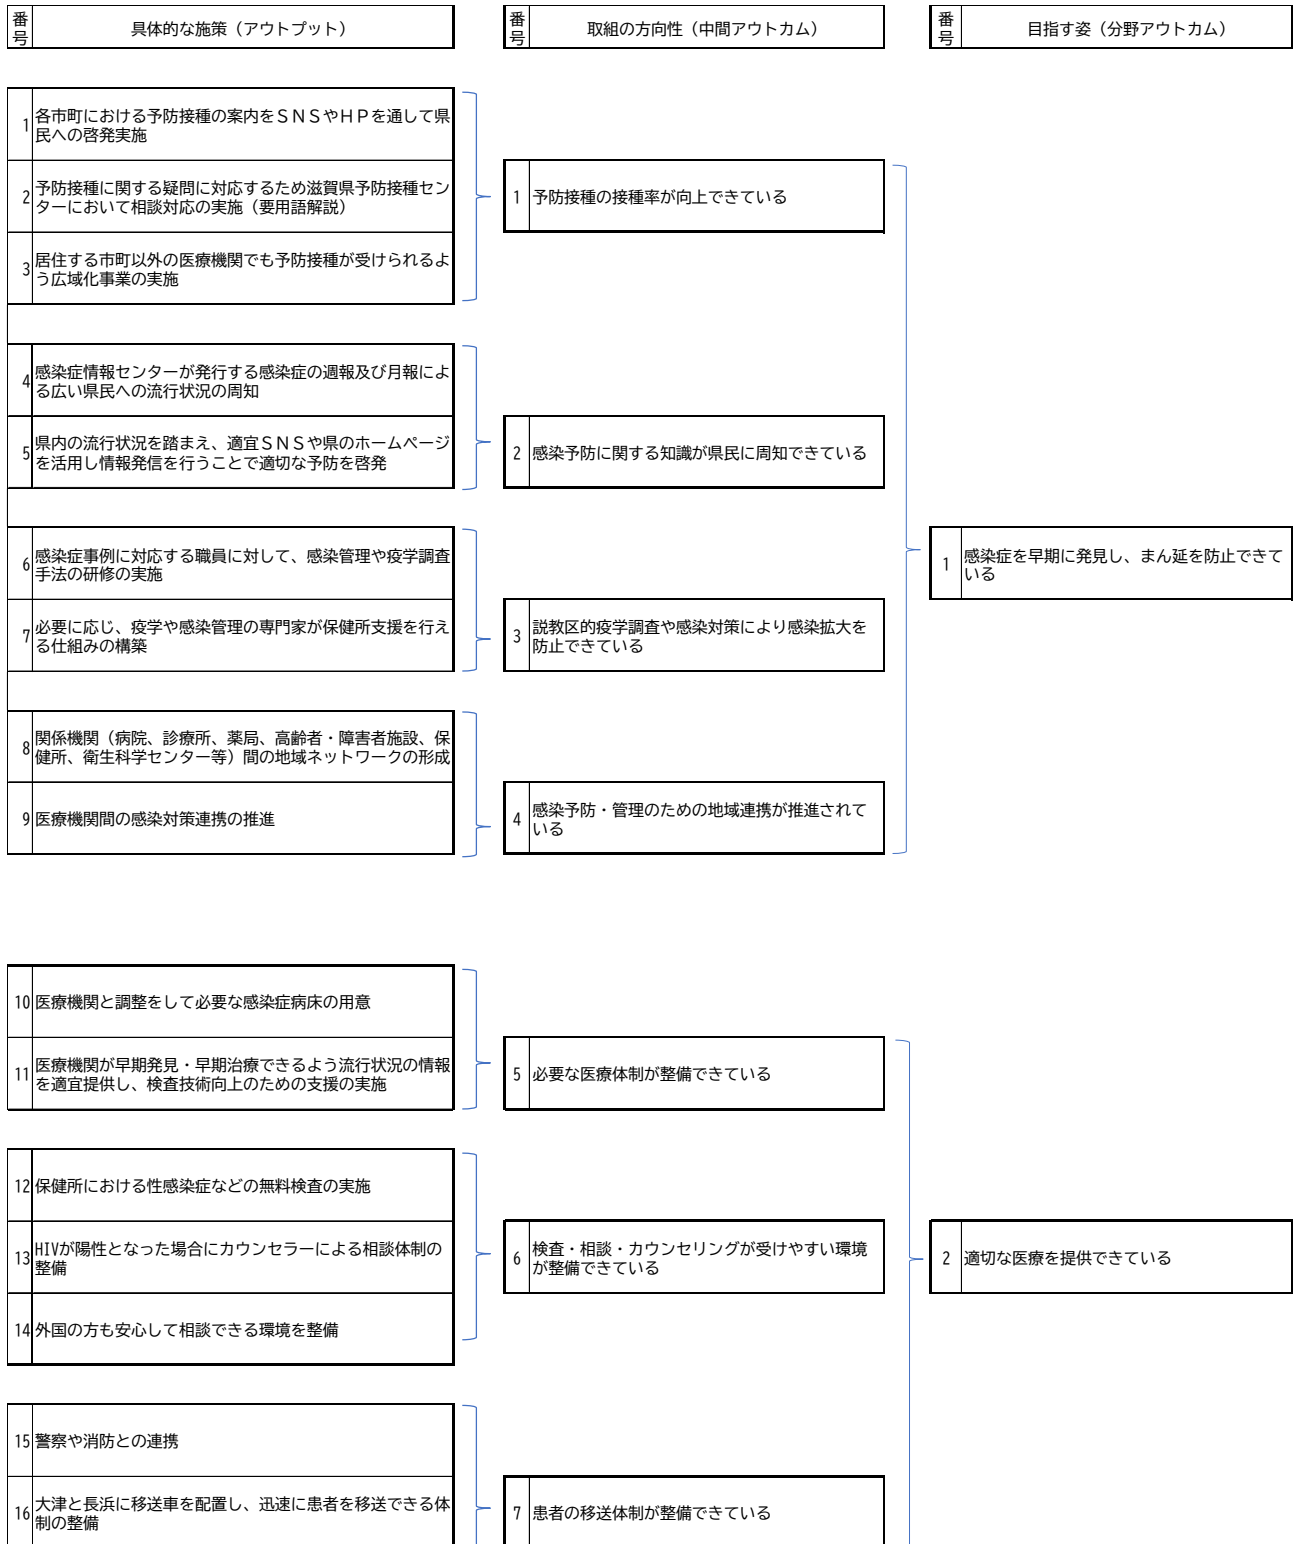 番号 具体的な施策（アウトプット）
番号 取組の方向性（中間アウトカム）
番号 目指す姿（分野アウトカム）
1 各市町における予防接種の案内をＳＮＳやＨＰを通して県
民への啓発実施
2 予防接種に関する疑問に対応するため滋賀県予防接種セン
ターにおいて相談対応の実施（要用語解説）
3 居住する市町以外の医療機関でも予防接種が受けられるよ
う広域化事業の実施
1 予防接種の接種率が向上できている
4 感染症情報センターが発行する感染症の週報及び月報によ
る広い県民への流行状況の周知
5 県内の流行状況を踏まえ、適宜ＳＮＳや県のホームページ
を活用し情報発信を行うことで適切な予防を啓発
2 感染予防に関する知識が県民に周知できている
6 感染症事例に対応する職員に対して、感染管理や疫学調査
手法の研修の実施
7 必要に応じ、疫学や感染管理の専門家が保健所支援を行え
る仕組みの構築
3 説教区的疫学調査や感染対策により感染拡大を
防止できている
8 関係機関（病院、診療所、薬局、高齢者・障害者施設、保
健所、衛生科学センター等）間の地域ネットワークの形成
9 医療機関間の感染対策連携の推進
4 感染予防・管理のための地域連携が推進されて
いる
1 感染症を早期に発見し、まん延を防止できて
いる
10 医療機関と調整をして必要な感染症病床の用意
11 医療機関が早期発見・早期治療できるよう流行状況の情報
を適宜提供し、検査技術向上のための支援の実施
5 必要な医療体制が整備できている
12 保健所における性感染症などの無料検査の実施
13 HIVが陽性となった場合にカウンセラーによる相談体制の
整備
14 外国の方も安心して相談できる環境を整備
6 検査・相談・カウンセリングが受けやすい環境
が整備できている
2 適切な医療を提供できている
15 警察や消防との連携
16 大津と長浜に移送車を配置し、迅速に患者を移送できる体
制の整備
7 患者の移送体制が整備できている